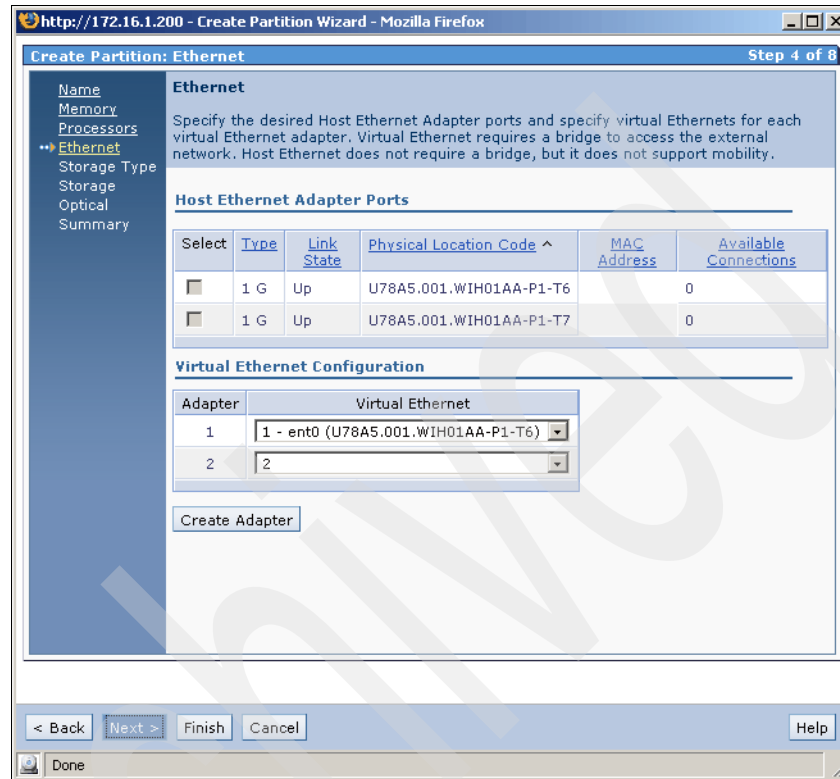 http://172.16.1.200 - Create Partition Wizard - Mozilla Firefox
Create Partition: Ethernet
Step 4 of 8
Name
Memory
Processors
Ethernet
Storage Type
Storage
Optical
Summary
Ethernet
Specify the desired Host Ethernet Adapter ports and specify virtual Ethernets for each
virtual Ethernet adapter. Virtual Ethernet requires a bridge to access the external
network. Host Ethernet does not require a bridge, but it does not support mobility.
Host Ethernet Adapter Ports
Select Type Link State Physical Location Code ^ MAC Address Available Connections
1 G Up U78A5.001.WIH01AA-P1-T6 0
1 G Up U78A5.001.WIH01AA-P1-T7 0
Virtual Ethernet Configuration
Adapter Virtual Ethernet
1 1 - ent0 (U78A5.001.WIH01AA-P1-T6)
2 2
Create Adapter
< Back Next > Finish Cancel Help
Done